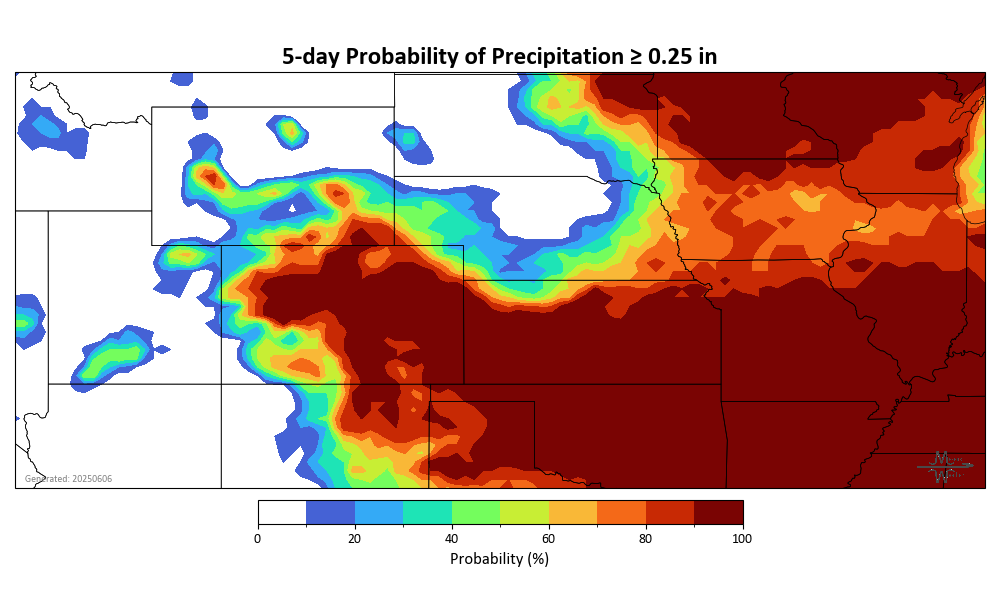 5-day Probability of Precipitation ≥ 0.25 in
Generated: 20250606
0 20 40 60 80 100
Probability (%)